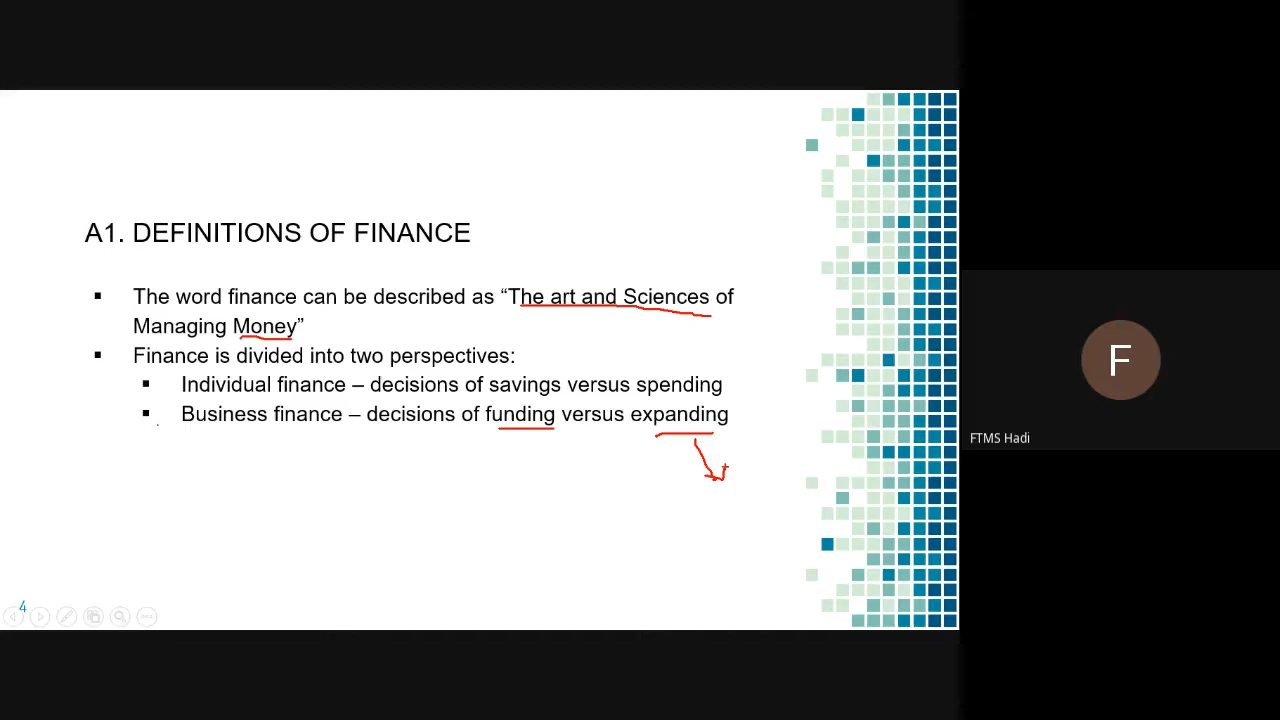 A1. DEFINITIONS OF FINANCE
▪ The word finance can be described as “The art and Sciences of
Managing Money”
▪ Finance is divided into two perspectives:
▪ Individual finance – decisions of savings versus spending
▪ Business finance – decisions of funding versus expanding
4
F
FTMS Hadi